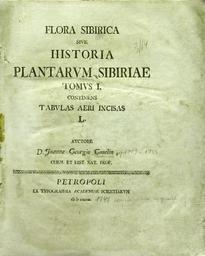 FLORA SIBIRICA
SIVE
HISTORIA
PLANTARVM SIBIRIAE
TOMVS I.
CONTINENS
TABVLAS AERI INCISAS
L.
AVCTORE
D. Joanne Georgio Gmelin
CHEM. ET HIST. NAT. PROF.
PETROPOLI
EX TYPOGRAPHIA ACADEMIAE SCIENTIARVM
1747